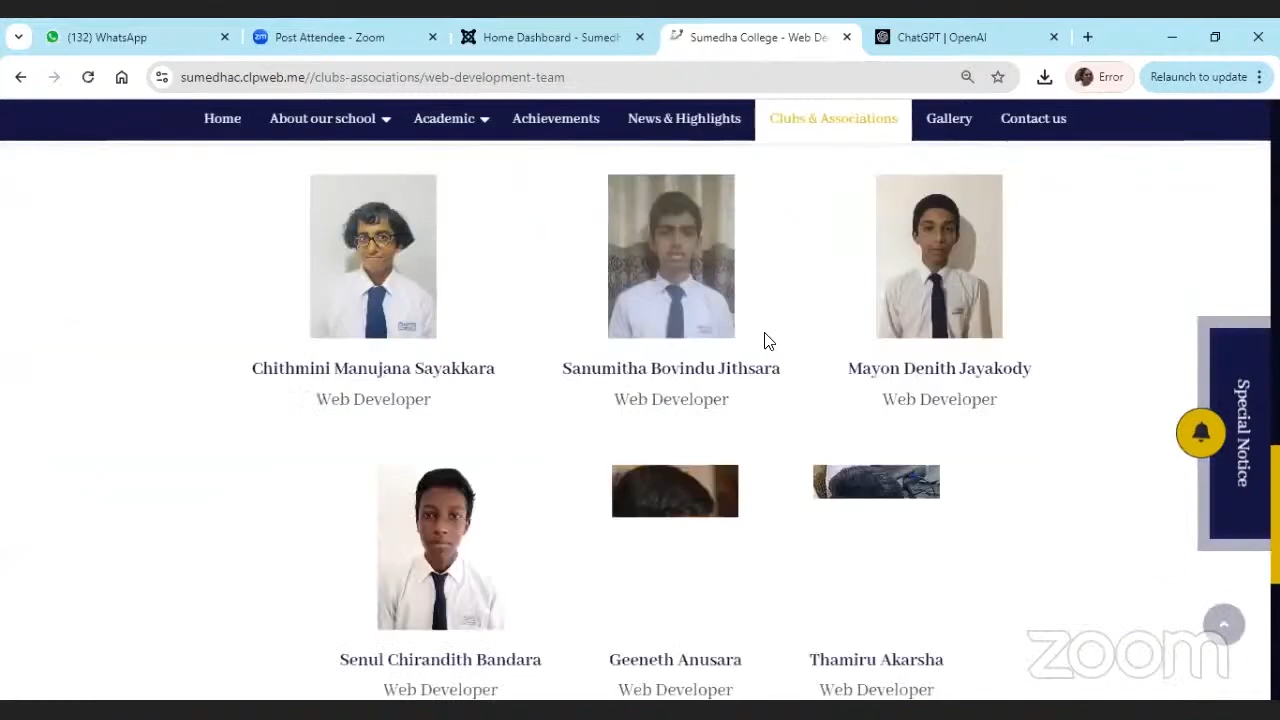 (132) WhatsApp
Post Attendee - Zoom
Home Dashboard - Sumedh
Sumedha College - Web De
ChatGPT | OpenAI
sumedhac.clpweb.me//clubs-associations/web-development-team
Error
Relaunch to update
Home
About our school
Academic
Achievements
News & Highlights
Clubs & Associations
Gallery
Contact us
Chithmini Manujana Sayakkara
Sanumitha Bovindu Jithsara
Mayon Denith Jayakody
Web Developer
Web Developer
Web Developer
Special Notice
Senul Chirandith Bandara
Geeneth Anusara
Thamiru Akarsha
Web Developer
Web Developer
Web Developer
zoom